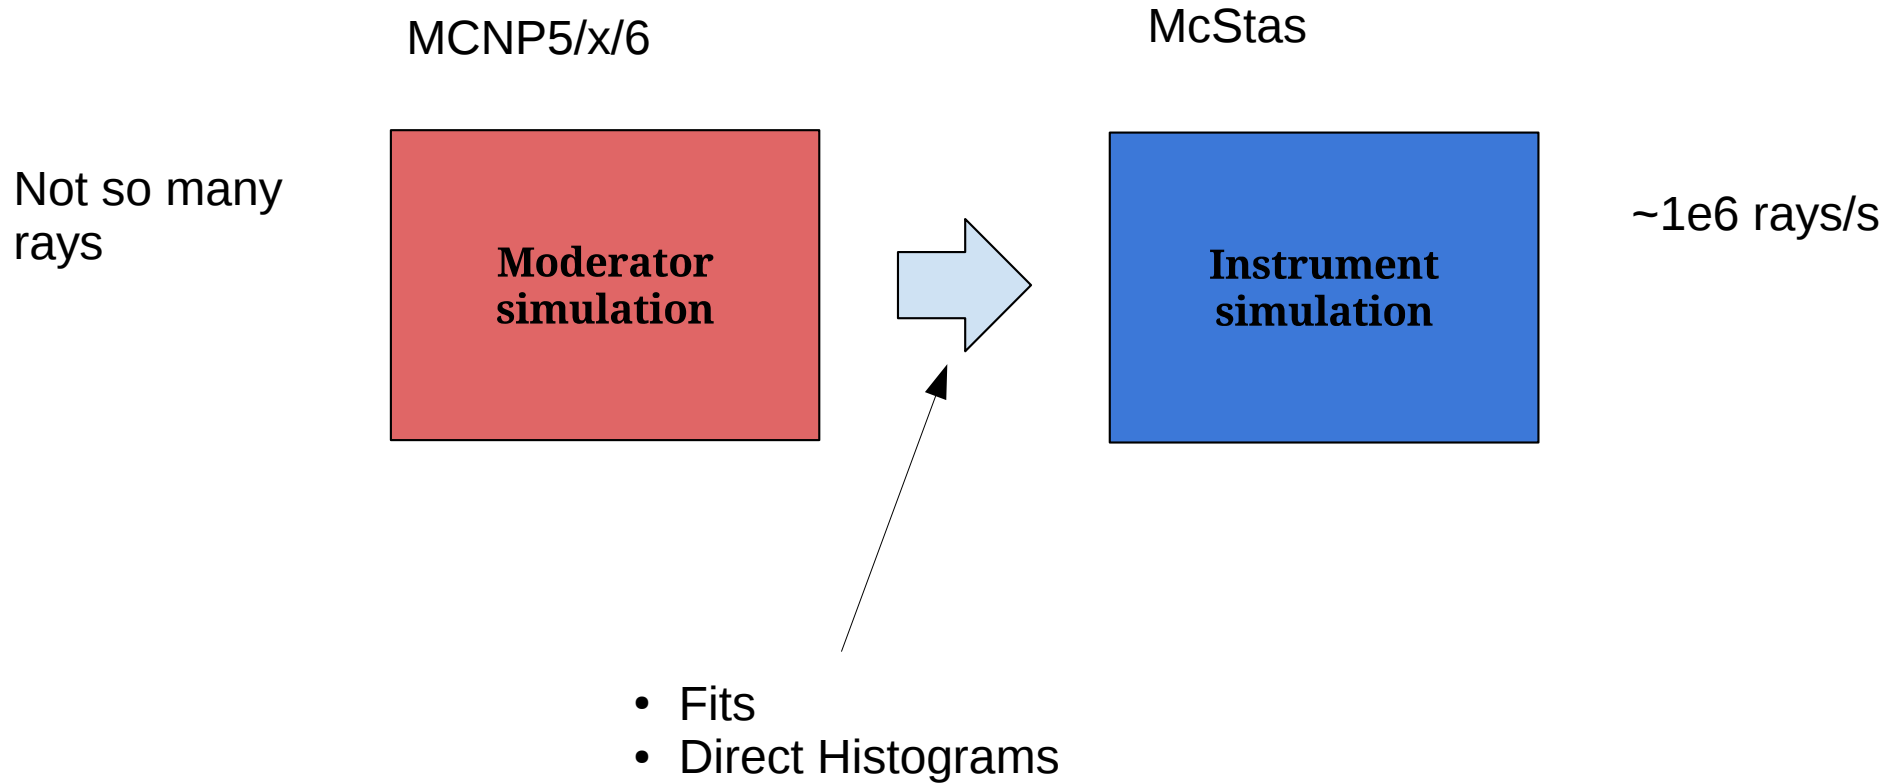 MCNP5/x/6
McStas
Not so many
rays
Moderator
simulation
Instrument
simulation
~1e6 rays/s
• Fits
• Direct Histograms